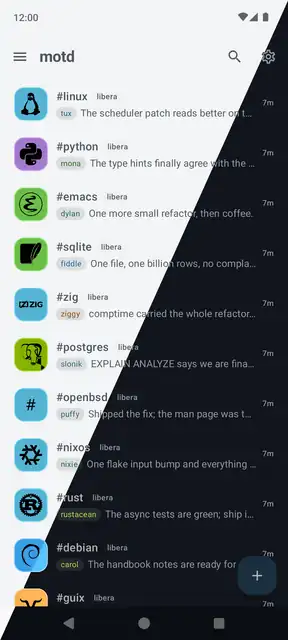 12:00
motd
#linux libera
7m
tux The scheduler patch reads better on t...
#python libera
7m
mona The type hints finally agree with the ...
#emacs libera
7m
dylan One more small refactor, then coffee.
#sqlite libera
7m
fiddle One file, one billion rows, no compla...
#zig libera
7m
ZIG
ziggy comptime carried the whole refactor...
#postgres libera
7m
slonik EXPLAIN ANALYZE says we are fina...
#openbsd libera
7m
#
puffy Shipped the fix; the man page was t...
#nixos libera
7m
nixie One flake input bump and everything ...
#rust libera
7m
rustacean The async tests are green; ship i...
#debian libera
7m
carol The handbook notes are ready for
#guix libera
7m